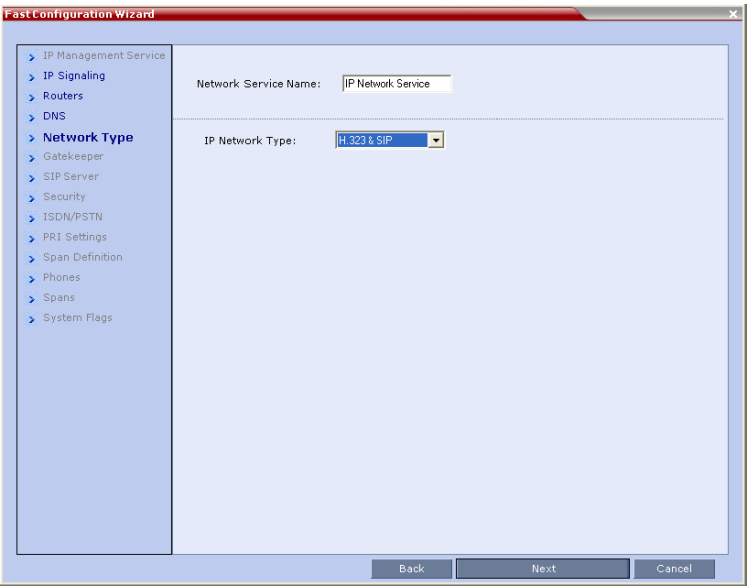 Fast Configuration Wizard
x
IP Management Service
IP Signaling
Routers
DNS
Network Type
Gatekeeper
SIP Server
Security
ISDN/PSTN
PRI Settings
Span Definition
Phones
Spans
System Flags
Network Service Name: IP Network Service
IP Network Type: H.323 & SIP
Back Next Cancel